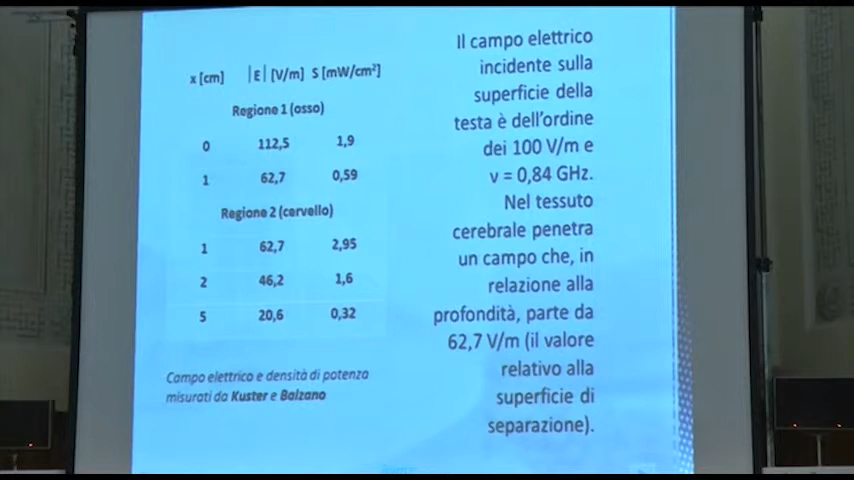 x [cm] |E| [V/m] S [mW/cm²]
Regione 1 (osso)
0 112,5 1,9
1 62,7 0,59
Regione 2 (cervello)
1 62,7 2,95
2 46,2 1,6
5 20,6 0,32
Campo elettrico e densità di potenza
misurati da Kuster e Balzano
Il campo elettrico
incidente sulla
superficie della
testa è dell'ordine
dei 100 V/m e
ν = 0,84 GHz.
Nel tessuto
cerebrale penetra
un campo che, in
relazione alla
profondità, parte da
62,7 V/m (il valore
relativo alla
superficie di
separazione).